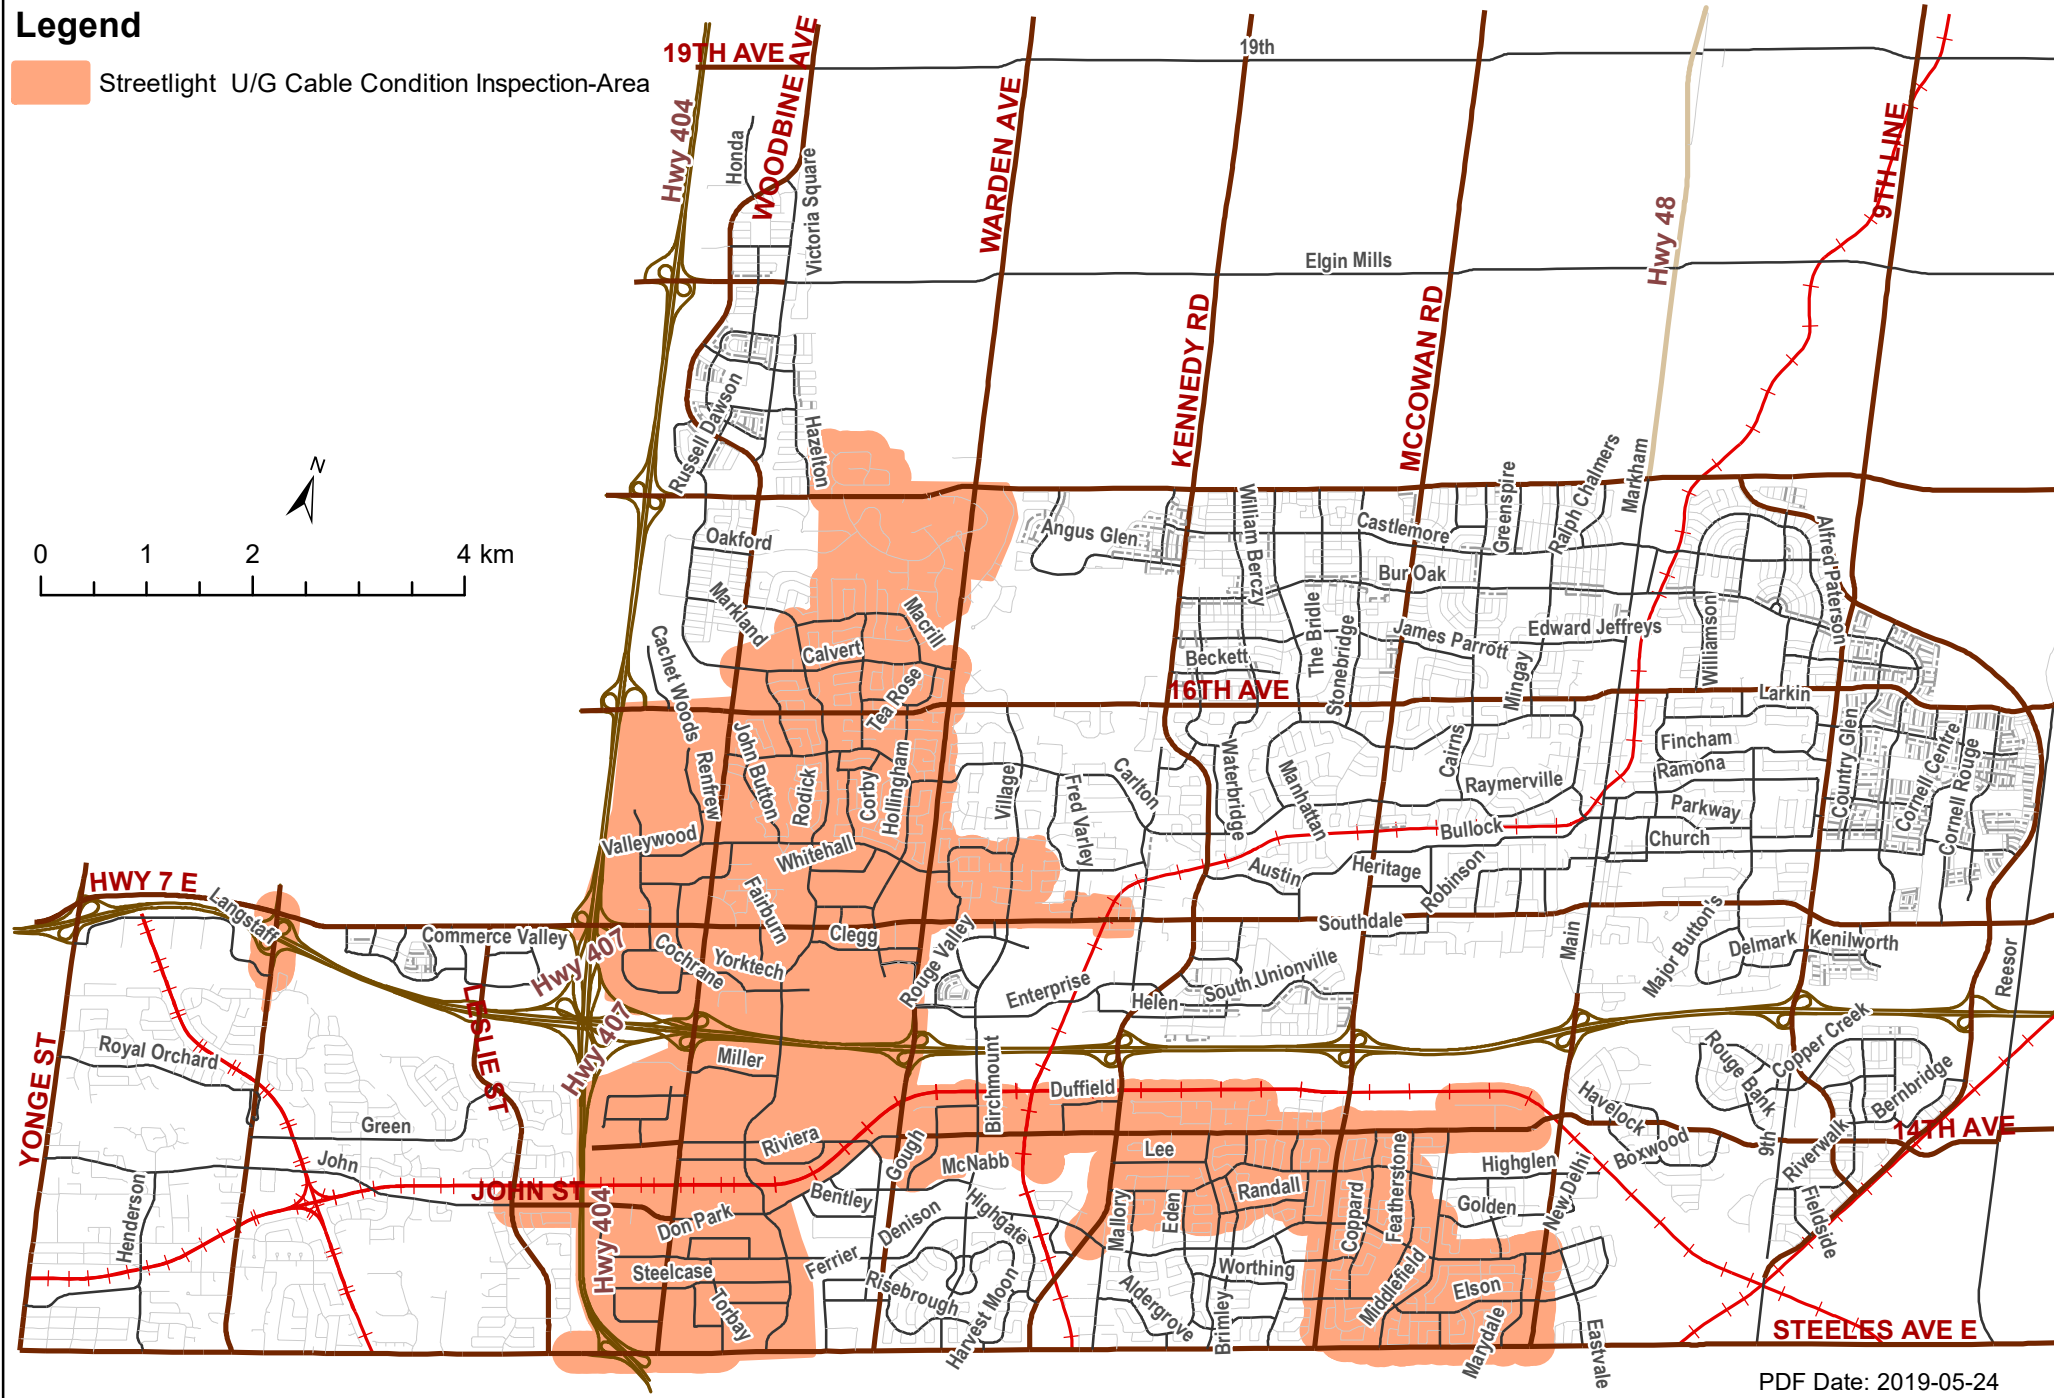 Legend
Streetlight  U/G Cable Condition Inspection-Area
19TH AVE
19th
Hwy 404
WOODBINE AVE
Honda
Victoria Square
WARDEN AVE
KENNEDY RD
MCCOWAN RD
Hwy 48
9TH LINE
Elgin Mills
Russell Dawson
Hazelton
N
0
1
2
4 km
Oakford
Markland
Cachet Woods
Macrill
Calvert
Tea Rose
Angus Glen
William Berczy
Castlemore
Greenspire
Ralph Chalmers
Markham
Bur Oak
The Bridle
Stonebridge
James Parrott
Edward Jeffreys
Mingay
Williamson
Alfred Paterson
Beckett
16TH AVE
Larkin
Renfrew
John Button
Rodick
Corby
Hollingham
Valleywood
Whitehall
Fairburn
Village
Fred Varley
Carlton
Waterbridge
Manhattan
Cairns
Raymerville
Fincham
Ramona
Parkway
Church
Country Glen
Cornell Centre
Cornell Rouge
Bullock
Austin
Heritage
Robinson
HWY 7 E
Langstaff
Commerce Valley
Hwy 407
Hwy 407
Cochrane
Yorktech
Clegg
Rouge Valley
Southdale
Enterprise
Helen
South Unionville
Main
Major Button's
Delmark
Kenilworth
Reesor
YONGE ST
LESLIE ST
Royal Orchard
Green
John
Henderson
JOHN ST
Miller
Riviera
Gough
Birchmount
Duffield
McNabb
Bentley
Denison
Highgate
Don Park
Hwy 404
Steelcase
Torbay
Ferrier
Risebrough
Harvest Moon
Lee
Mallory
Eden
Randall
Coppard
Featherstone
Highglen
Golden
New Delhi
Worthing
Aldergrove
Brimley
Middlefield
Elson
Marydale
Eastvale
Havelock
Boxwood
Rouge Bank
Copper Creek
Bernbridge
14TH AVE
9th
Riverwalk
Fieldside
STEELES AVE E
PDF Date: 2019-05-24